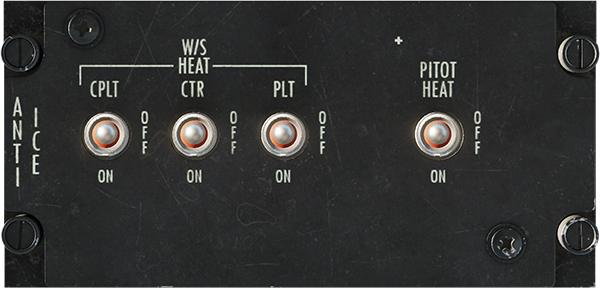 W/S
HEAT
CPLT CTR PLT
PITOT
HEAT
ANTI
ICE
OFF OFF OFF OFF
ON ON ON ON